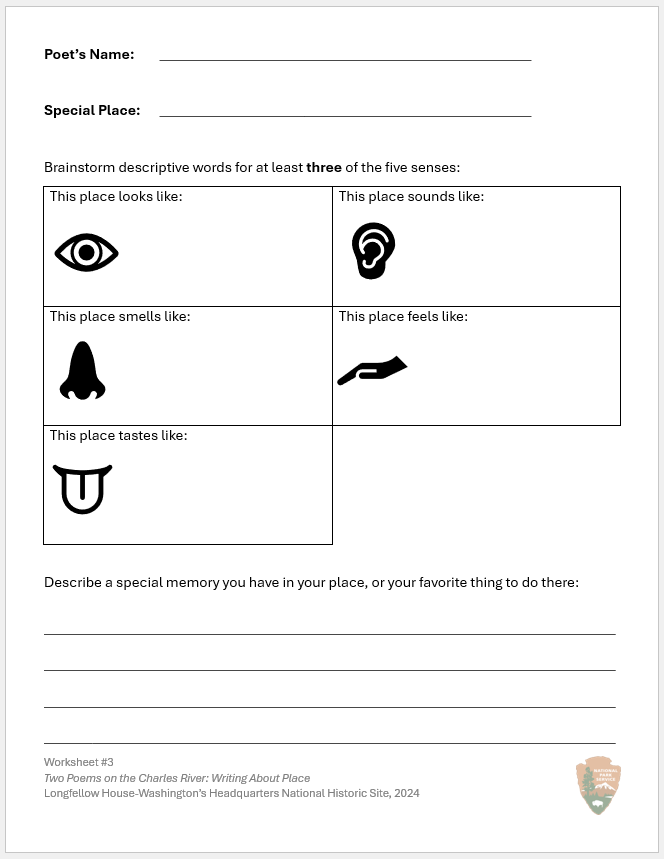 Poet’s Name:
Special Place:
Brainstorm descriptive words for at least three of the five senses:
This place looks like:
This place sounds like:
This place smells like:
This place feels like:
This place tastes like:
Describe a special memory you have in your place, or your favorite thing to do there:
Worksheet #3
Two Poems on the Charles River: Writing About Place
Longfellow House-Washington’s Headquarters National Historic Site, 2024
NATIONAL
PARK
SERVICE